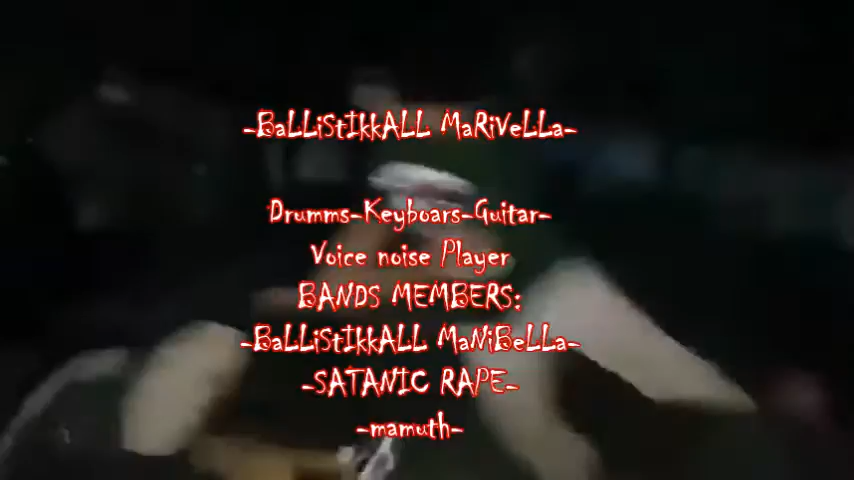 -BaLLiStIkkALL MaRiVeLLa-
Drumms-Keyboars-Guitar-
Voice noise Player
BANDS MEMBERS:
-BaLLiStIkkALL MaNiBeLLa-
-SATANIC RAPE-
-mamuth-